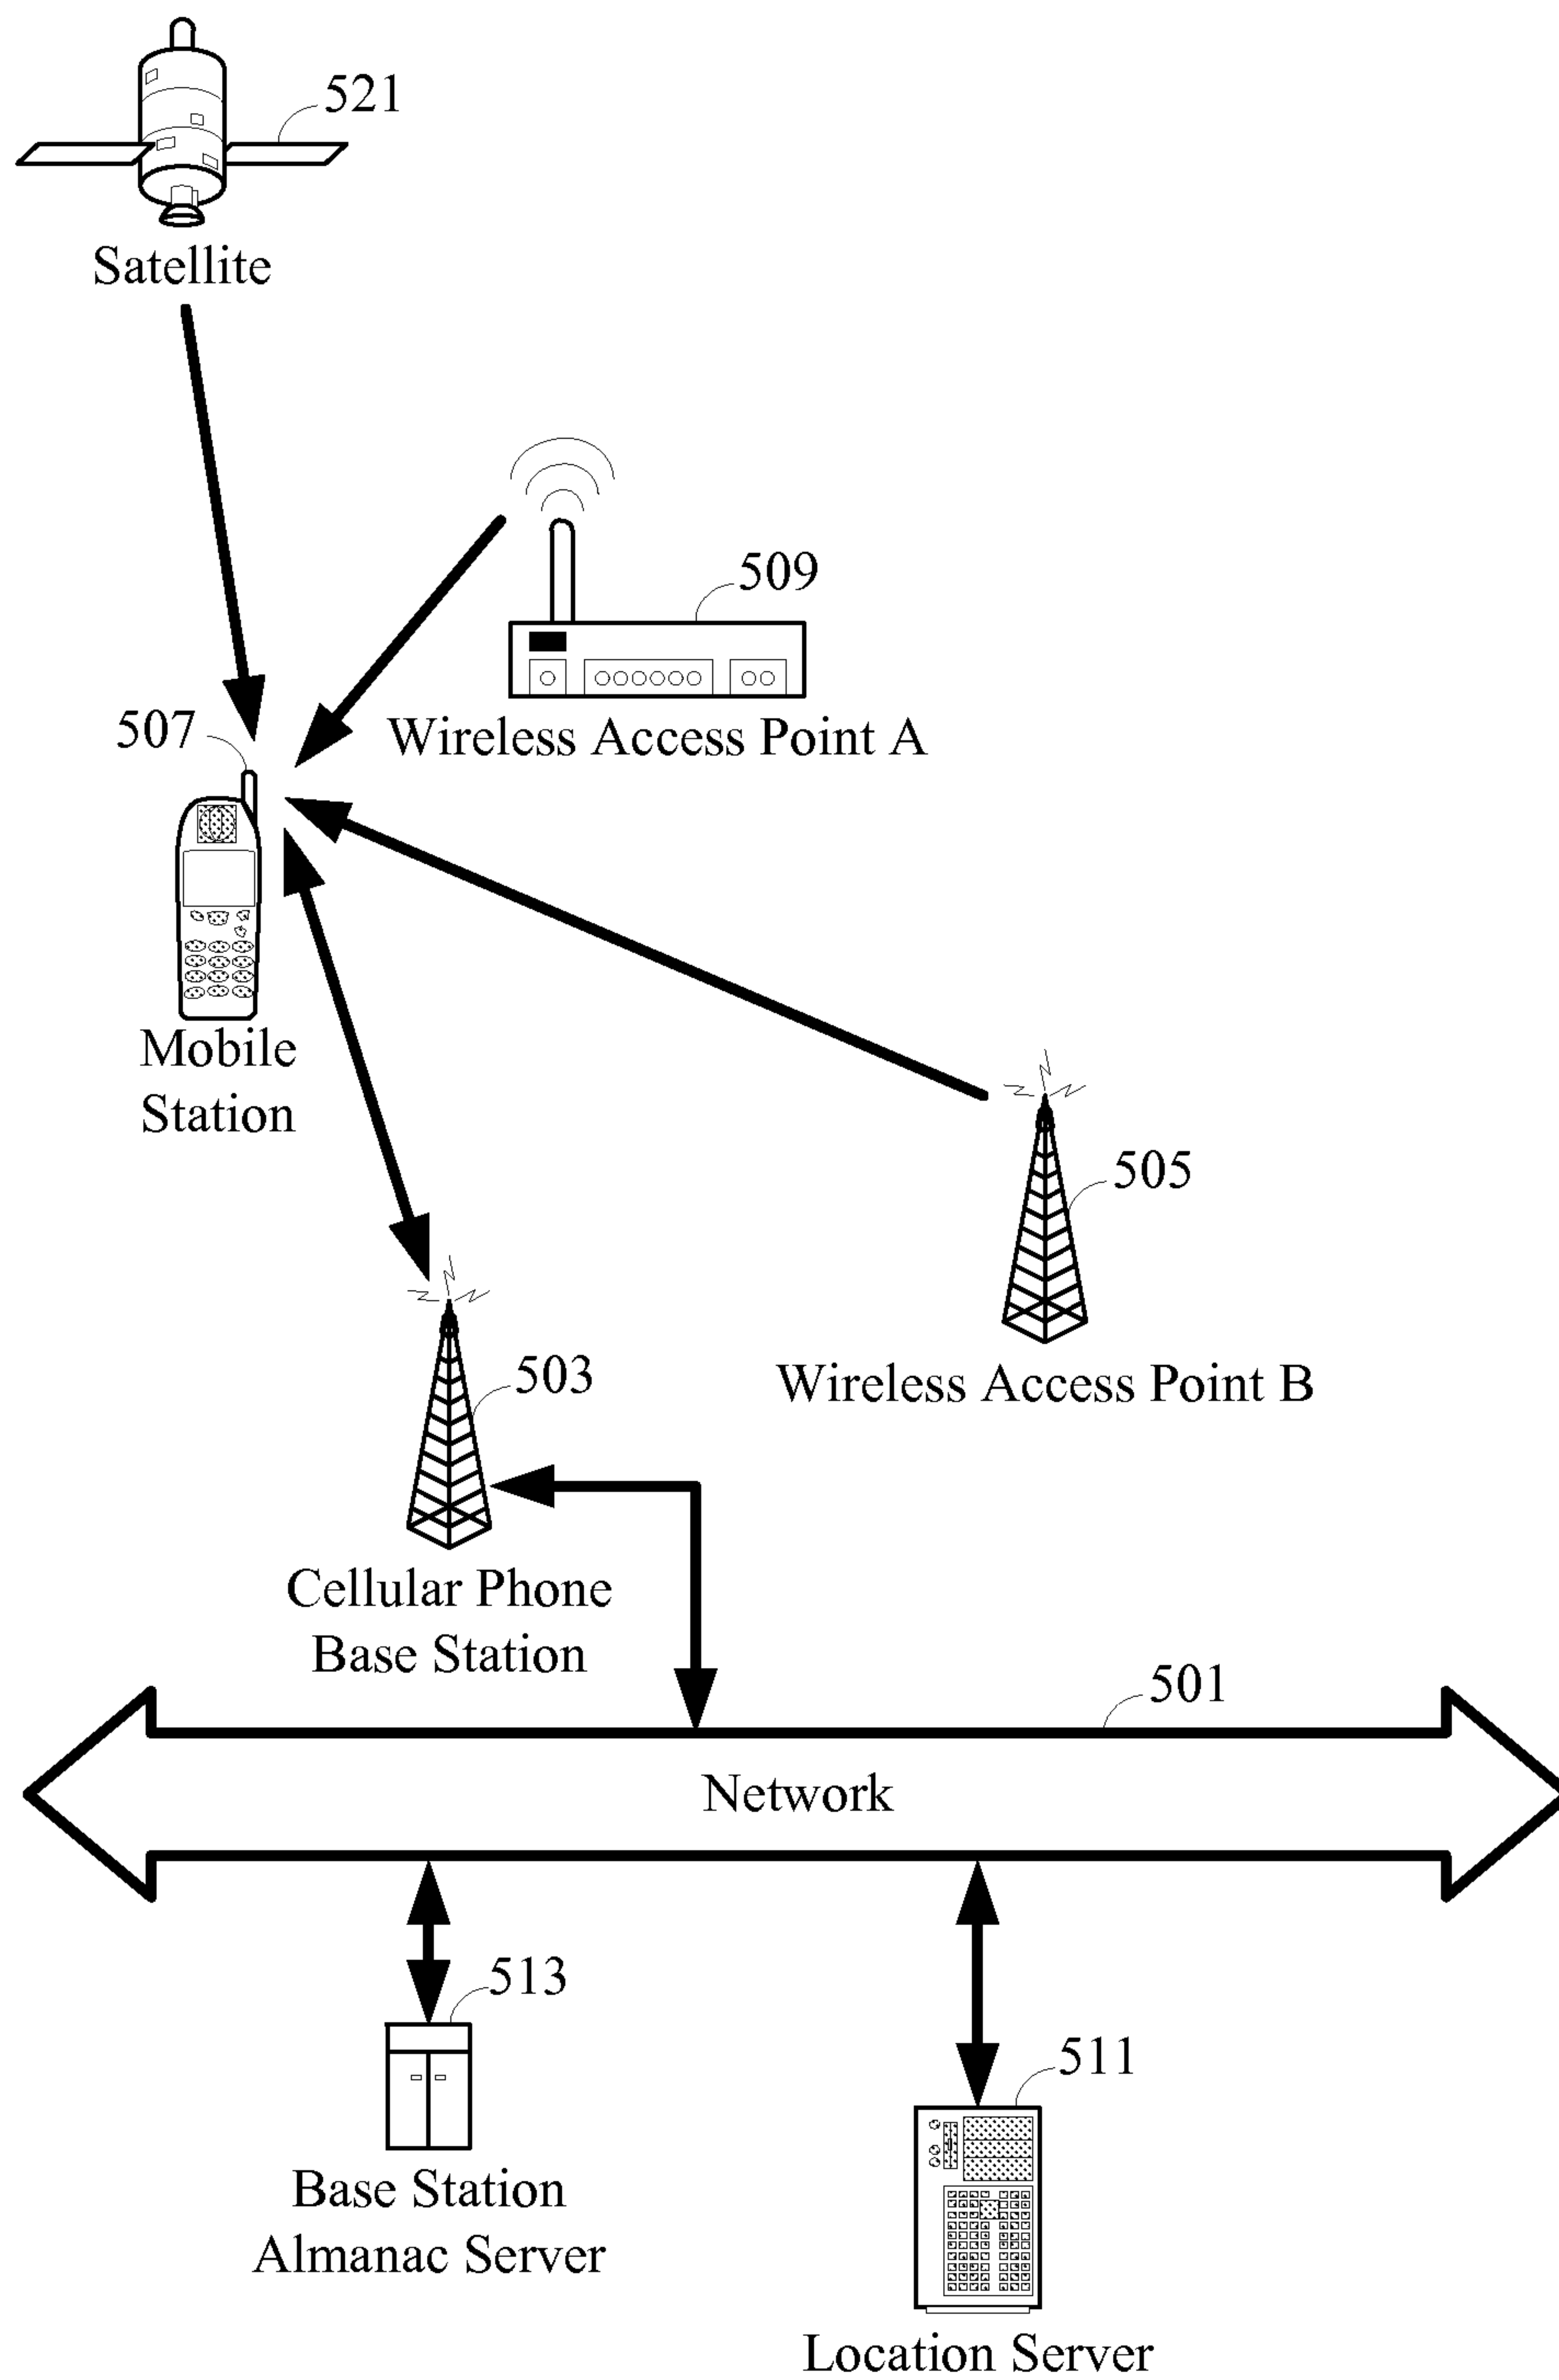 521
Satellite
509
Wireless Access Point A
507
Mobile
Station
505
Wireless Access Point B
503
Cellular Phone
Base Station
501
Network
513
Base Station
Almanac Server
511
Location Server